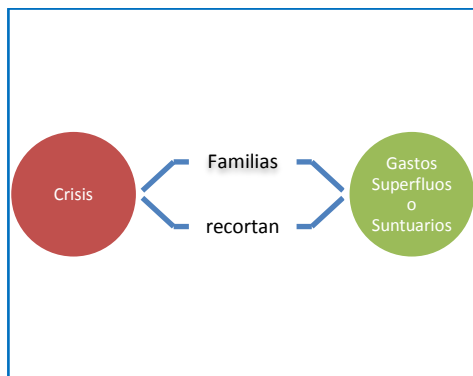 Crisis
Familias
recortan
Gastos
Superfluos
o
Suntuarios